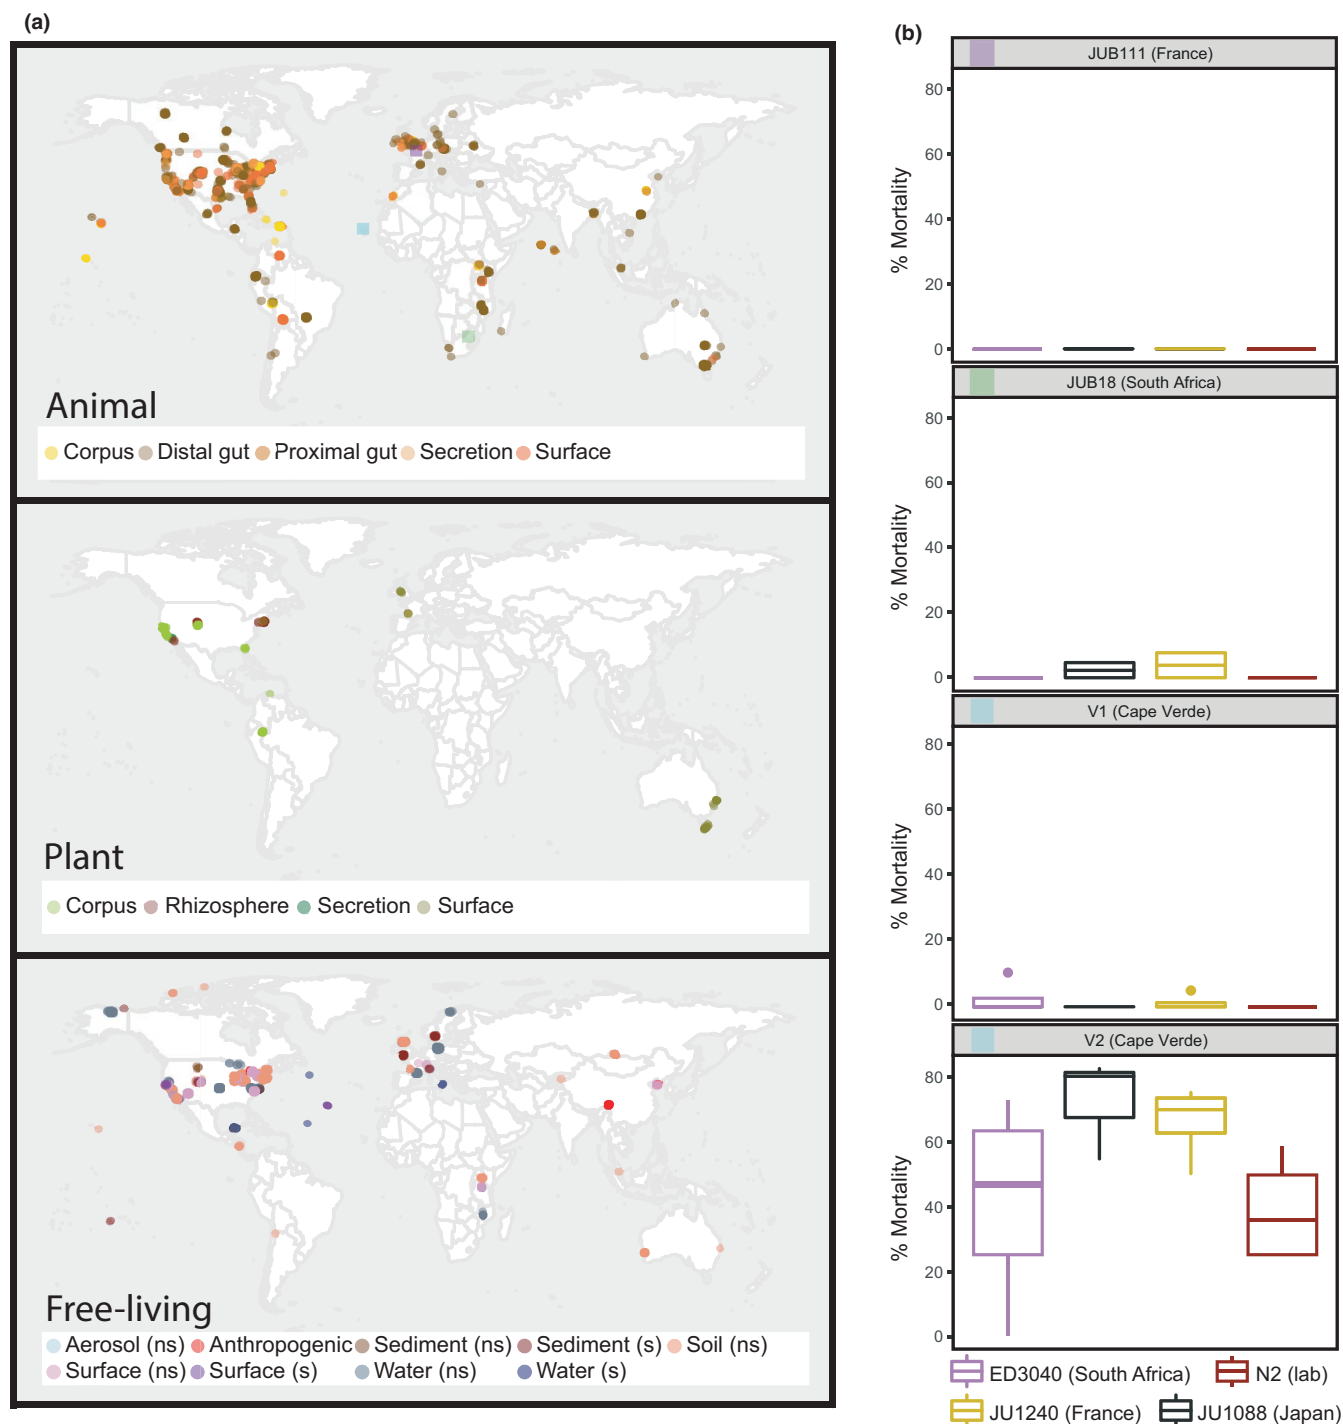 (a)
Animal
Corpus Distal gut Proximal gut Secretion Surface
Plant
Corpus Rhizosphere Secretion Surface
Free-living
Aerosol (ns) Anthropogenic Sediment (ns) Sediment (s) Soil (ns)
Surface (ns) Surface (s) Water (ns) Water (s)
(b)
JUB111 (France)
% Mortality
80
60
40
20
0
JUB18 (South Africa)
% Mortality
80
60
40
20
0
V1 (Cape Verde)
% Mortality
80
60
40
20
0
V2 (Cape Verde)
% Mortality
80
60
40
20
0
ED3040 (South Africa) N2 (lab)
JU1240 (France) JU1088 (Japan)